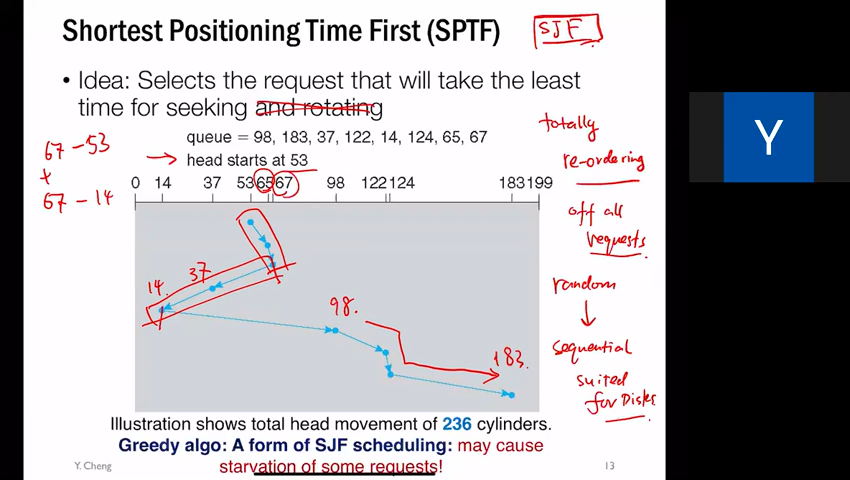 Shortest Positioning Time First (SPTF)
SJF
• Idea: Selects the request that will take the least
time for seeking and rotating
queue = 98, 183, 37, 122, 14, 124, 65, 67
head starts at 53
67 - 53
+
67 - 14
0 14 37 53 65 67 98 122 124 183 199
totally
re-ordering
off all
requests
random
↓
sequential
suited
for Disks
14.
37
98.
183.
Illustration shows total head movement of 236 cylinders.
Greedy algo: A form of SJF scheduling: may cause
starvation of some requests!
Y. Cheng
13
Y